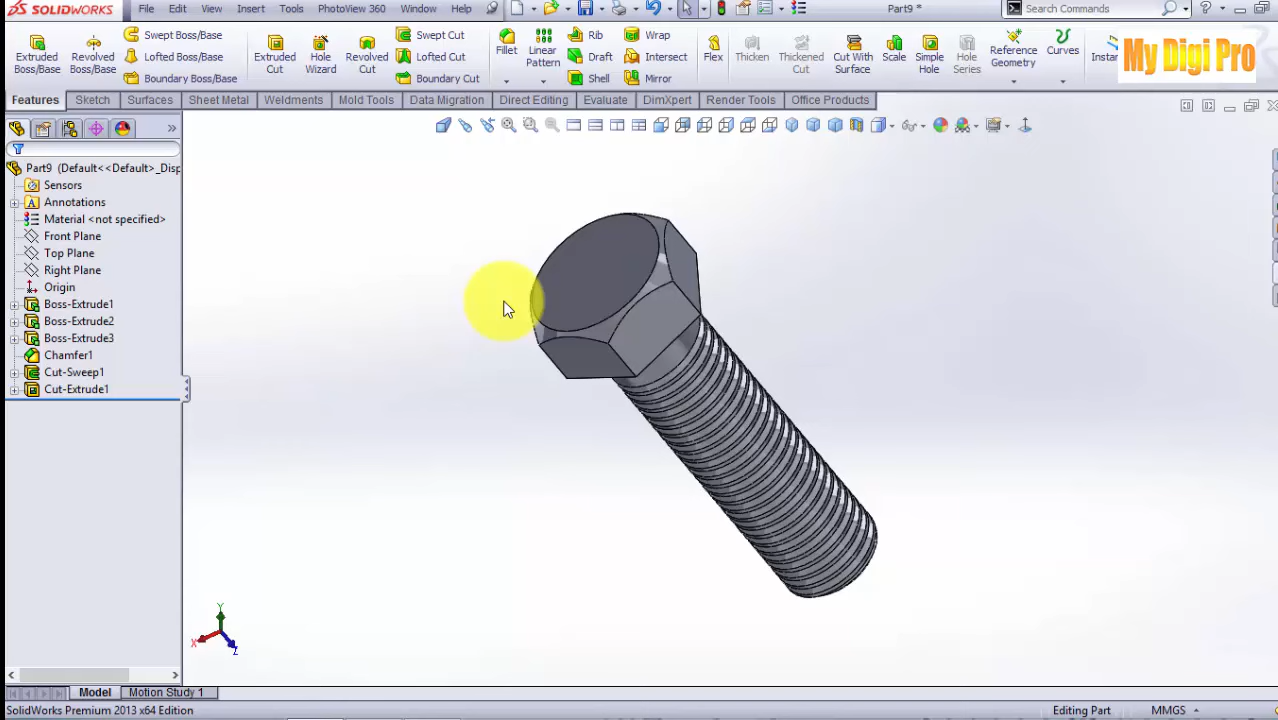 SOLIDWORKS File Edit View Insert Tools PhotoView 360 Window Help Part9 * Search Commands
Extruded Boss/Base
Revolved Boss/Base
Swept Boss/Base
Lofted Boss/Base
Boundary Boss/Base
Extruded Cut
Hole Wizard
Revolved Cut
Swept Cut
Lofted Cut
Boundary Cut
Fillet
Linear Pattern
Rib
Draft
Shell
Wrap
Intersect
Mirror
Flex
Thicken
Thickened Cut
Cut With Surface
Scale
Simple Hole
Hole Series
Reference Geometry
Curves
Instant
My Digi Pro
Features Sketch Surfaces Sheet Metal Weldments Mold Tools Data Migration Direct Editing Evaluate DimXpert Render Tools Office Products
Part9 (Default<<Default>_Disp
Sensors
Annotations
Material <not specified>
Front Plane
Top Plane
Right Plane
Origin
Boss-Extrude1
Boss-Extrude2
Boss-Extrude3
Chamfer1
Cut-Sweep1
Cut-Extrude1
Y
X
Z
Model Motion Study 1
SolidWorks Premium 2013 x64 Edition Editing Part MMGS